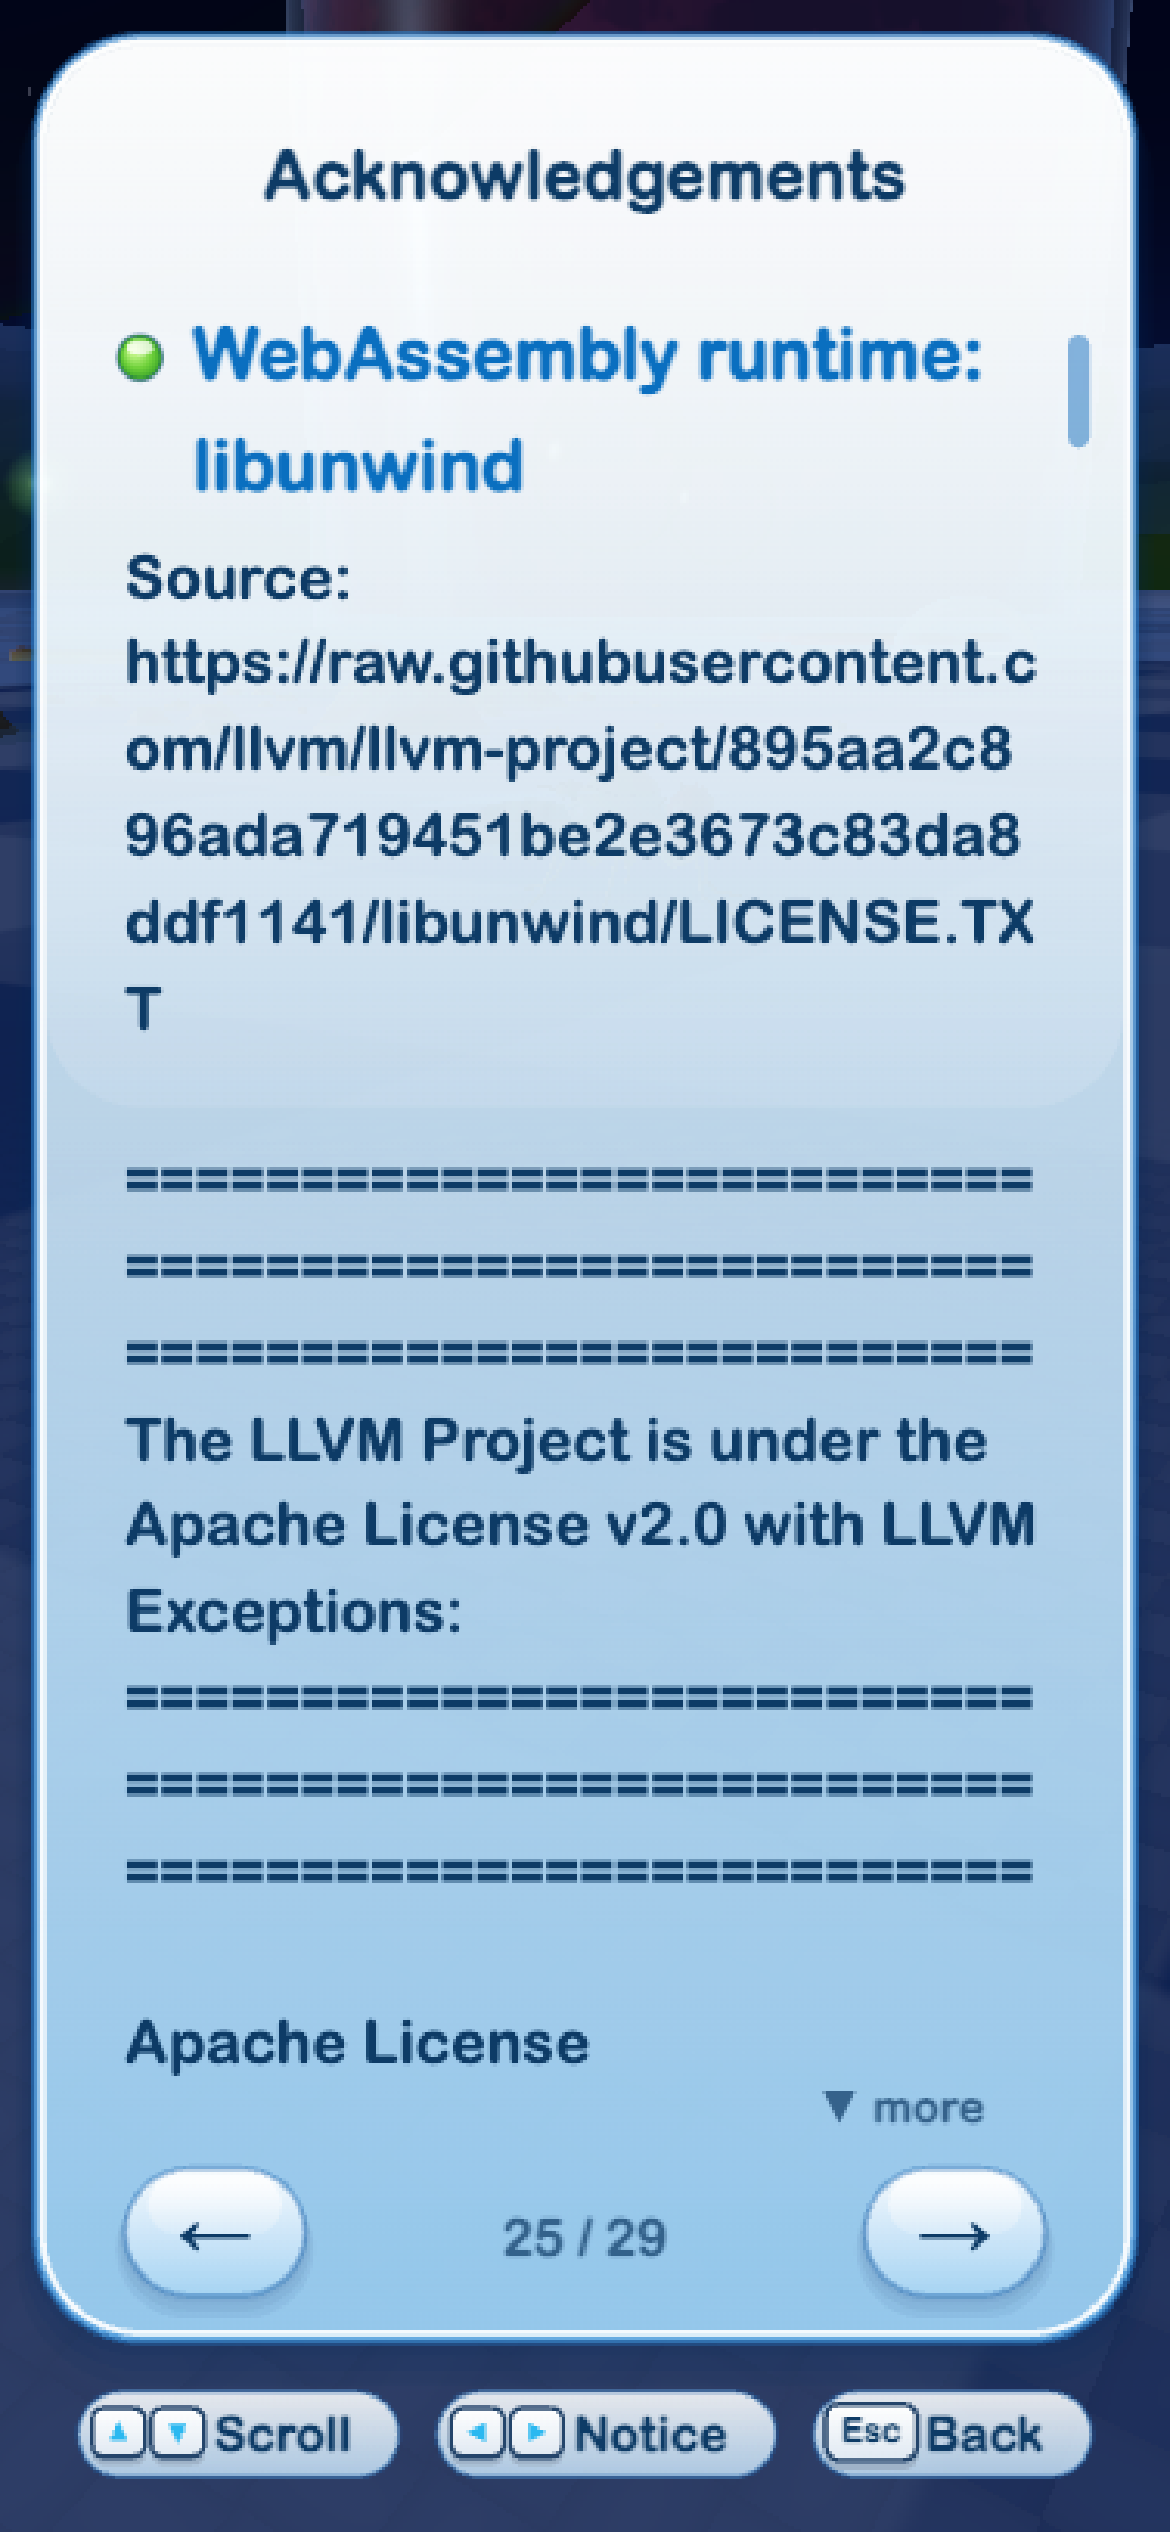 Acknowledgements
WebAssembly runtime:
libunwind
Source:
https://raw.githubusercontent.c
om/llvm/llvm-project/895aa2c8
96ada719451be2e3673c83da8
ddf1141/libunwind/LICENSE.TX
T
==========================
==========================
==========================
The LLVM Project is under the
Apache License v2.0 with LLVM
Exceptions:
==========================
==========================
==========================
Apache License
▼ more
← 25 / 29 →
▲ ▼ Scroll ◀ ▶ Notice Esc Back